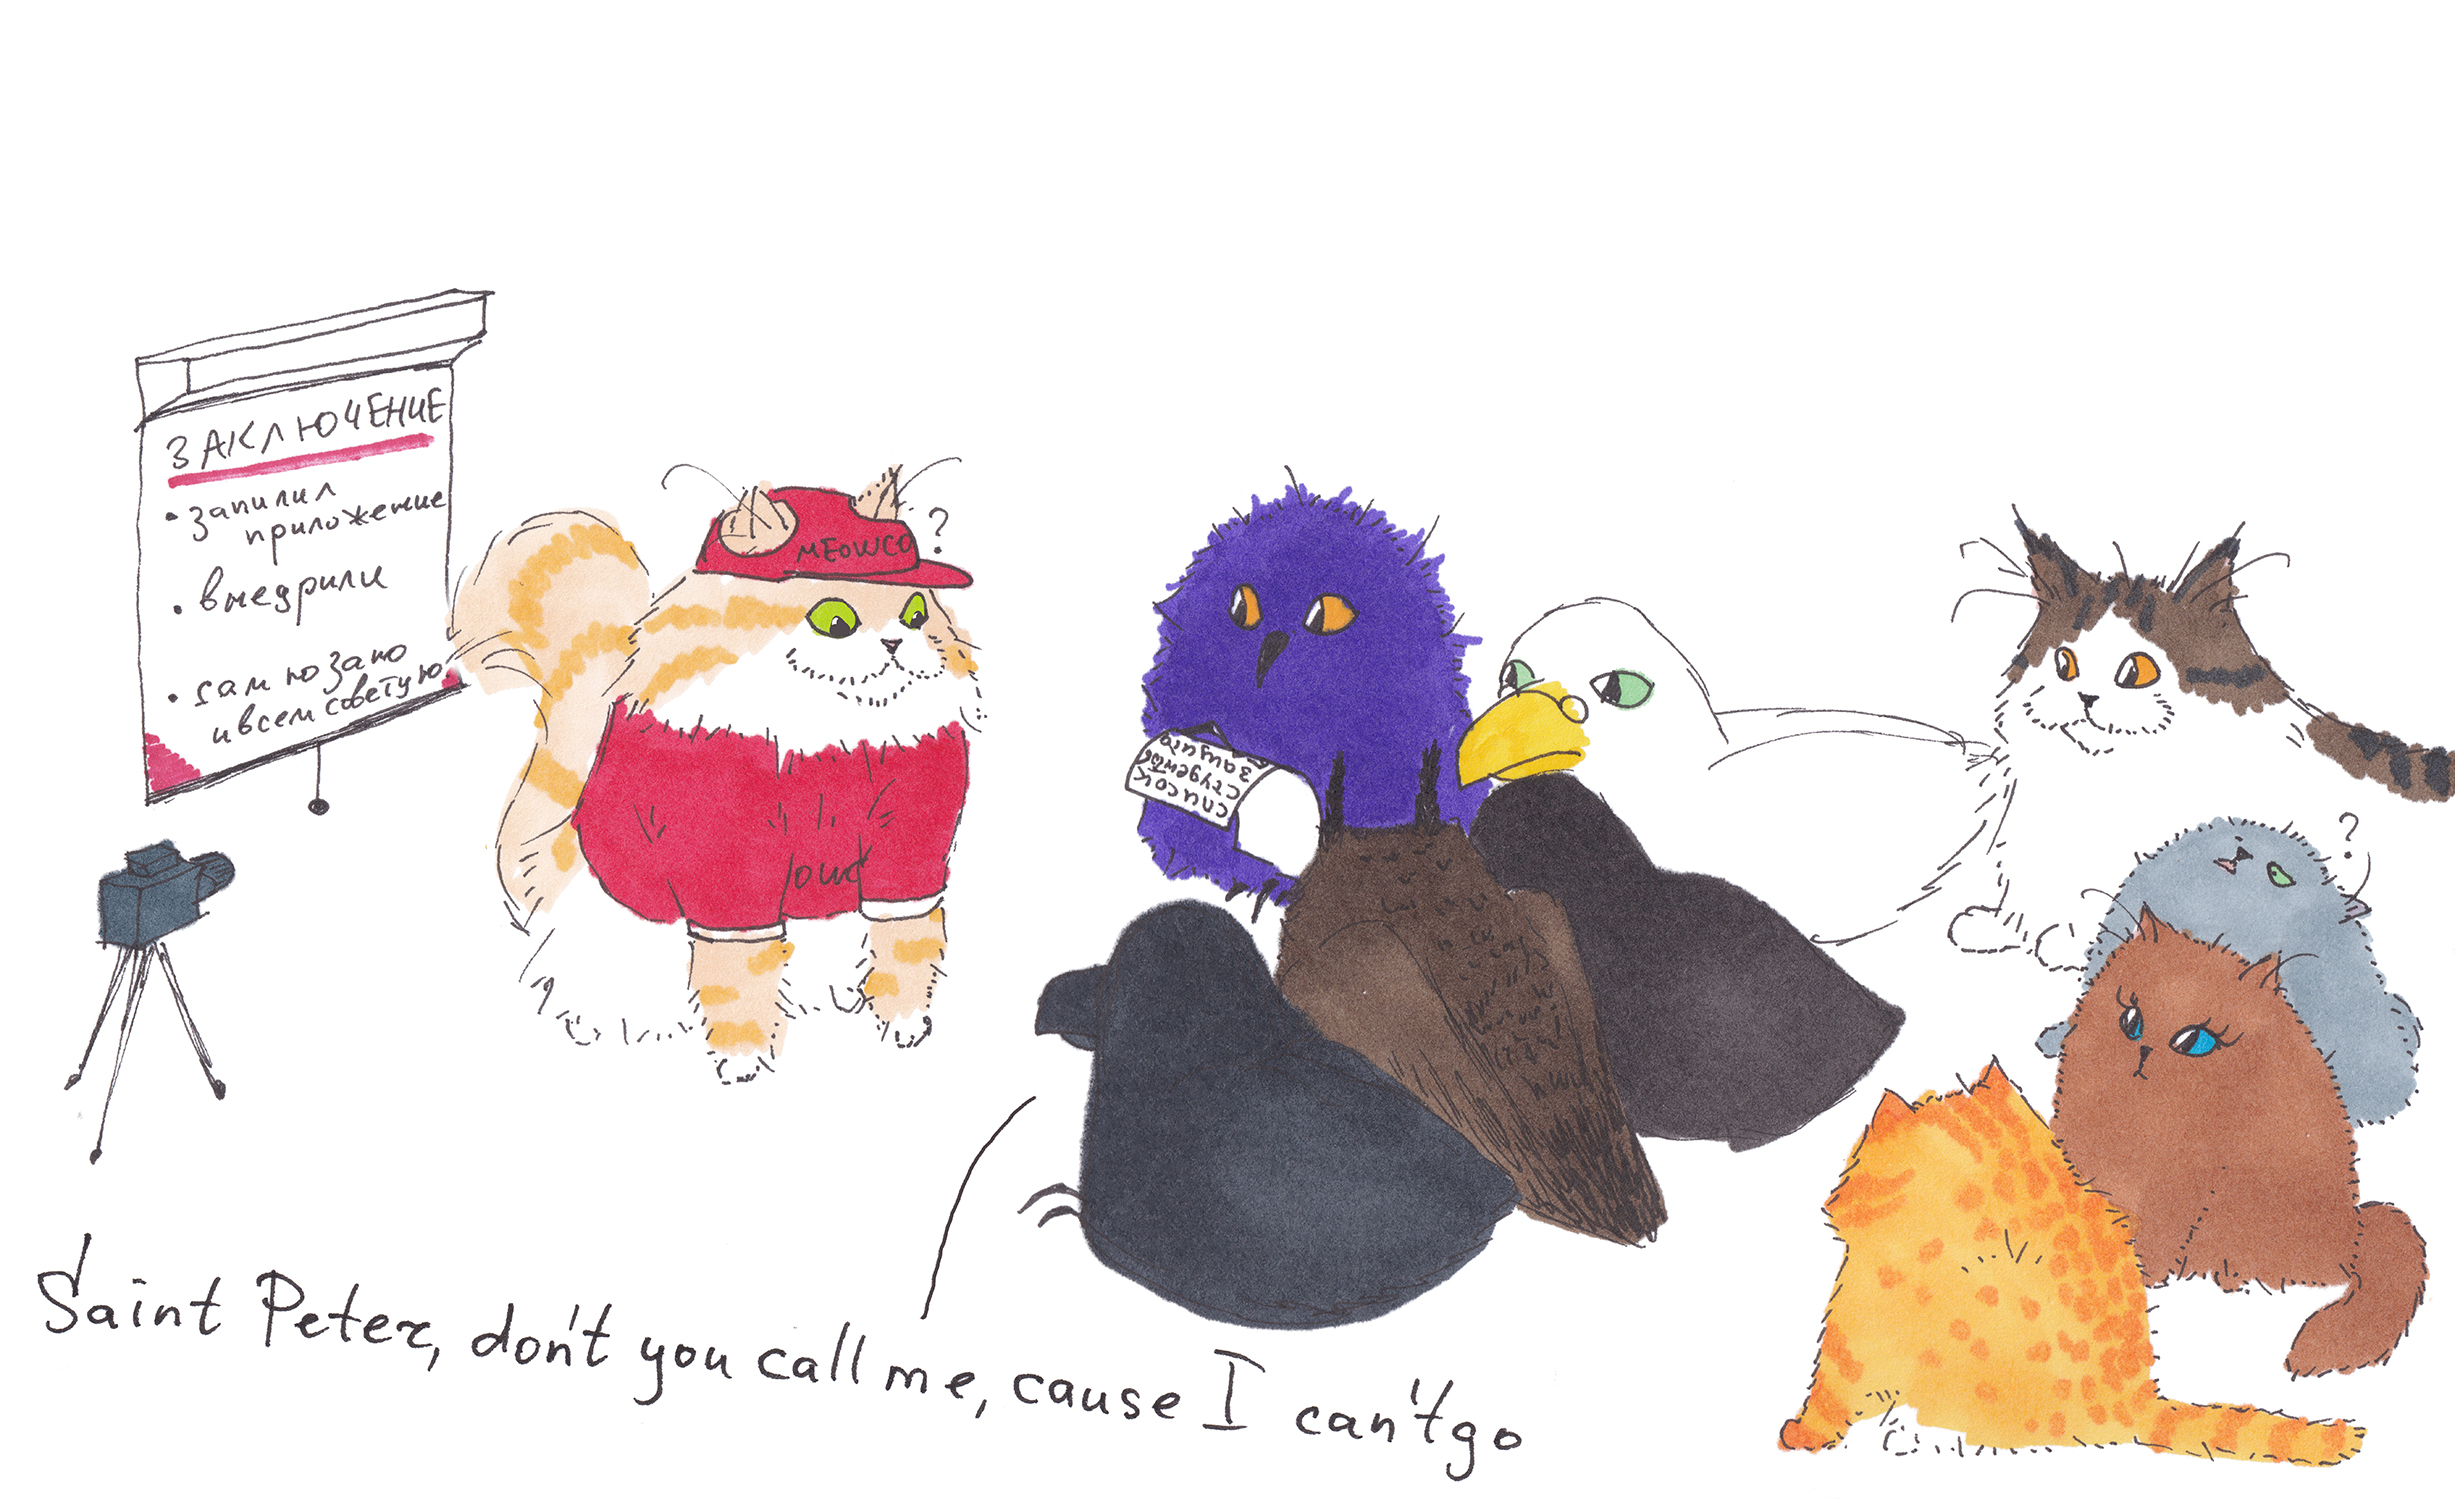 ЗАКЛЮЧЕНИЕ
• запилил
приложение
• внедрили
• сам юзаю
и всем советую
MEOWCO
?
список
студентов
защита
?
Saint Peter, don't you call me, cause I can't go